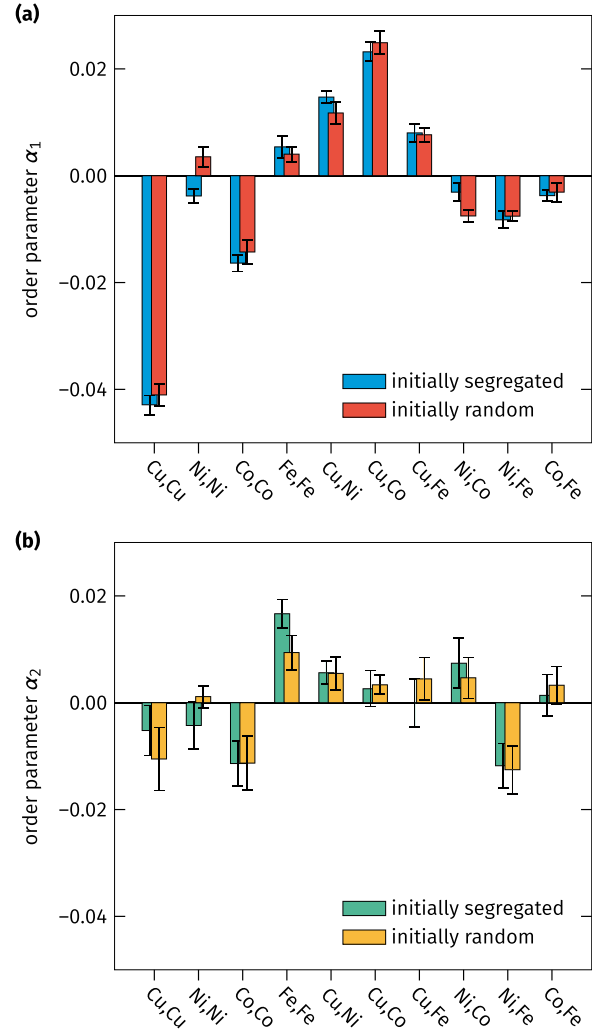 (a)
order parameter α1
0.02
0.00
−0.02
−0.04
initially segregated
initially random
Cu,Cu
Ni,Ni
Co,Co
Fe,Fe
Cu,Ni
Cu,Co
Cu,Fe
Ni,Co
Ni,Fe
Co,Fe
(b)
order parameter α2
0.02
0.00
−0.02
−0.04
initially segregated
initially random
Cu,Cu
Ni,Ni
Co,Co
Fe,Fe
Cu,Ni
Cu,Co
Cu,Fe
Ni,Co
Ni,Fe
Co,Fe